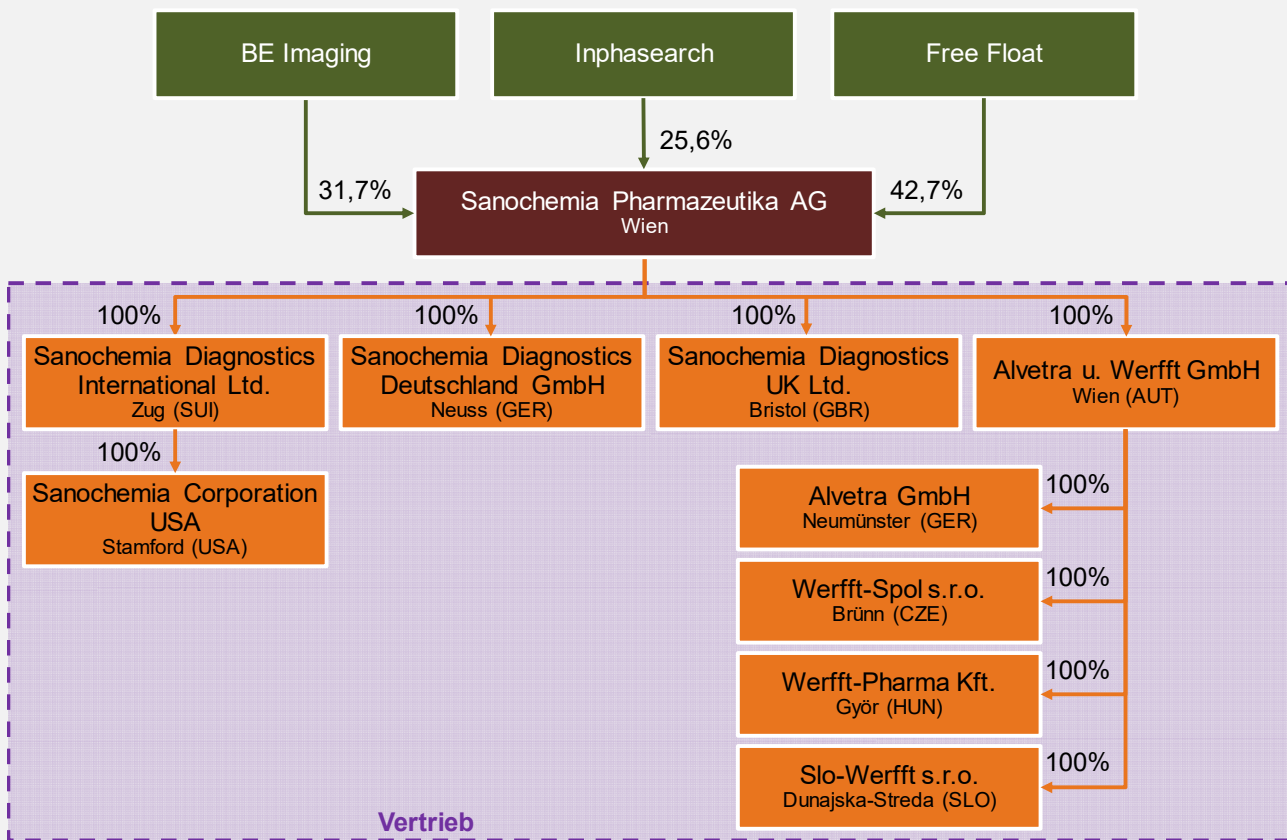 BE Imaging
Inphasearch
Free Float
25,6%
31,7%
42,7%
Sanochemia Pharmazeutika AG
Wien
100%
100%
100%
100%
Sanochemia Diagnostics
International Ltd.
Zug (SUI)
Sanochemia Diagnostics
Deutschland GmbH
Neuss (GER)
Sanochemia Diagnostics
UK Ltd.
Bristol (GBR)
Alvetra u. Werfft GmbH
Wien (AUT)
100%
Sanochemia Corporation
USA
Stamford (USA)
100%
Alvetra GmbH
Neumünster (GER)
100%
Werfft-Spol s.r.o.
Brünn (CZE)
100%
Werfft-Pharma Kft.
Györ (HUN)
100%
Slo-Werfft s.r.o.
Dunajska-Streda (SLO)
Vertrieb